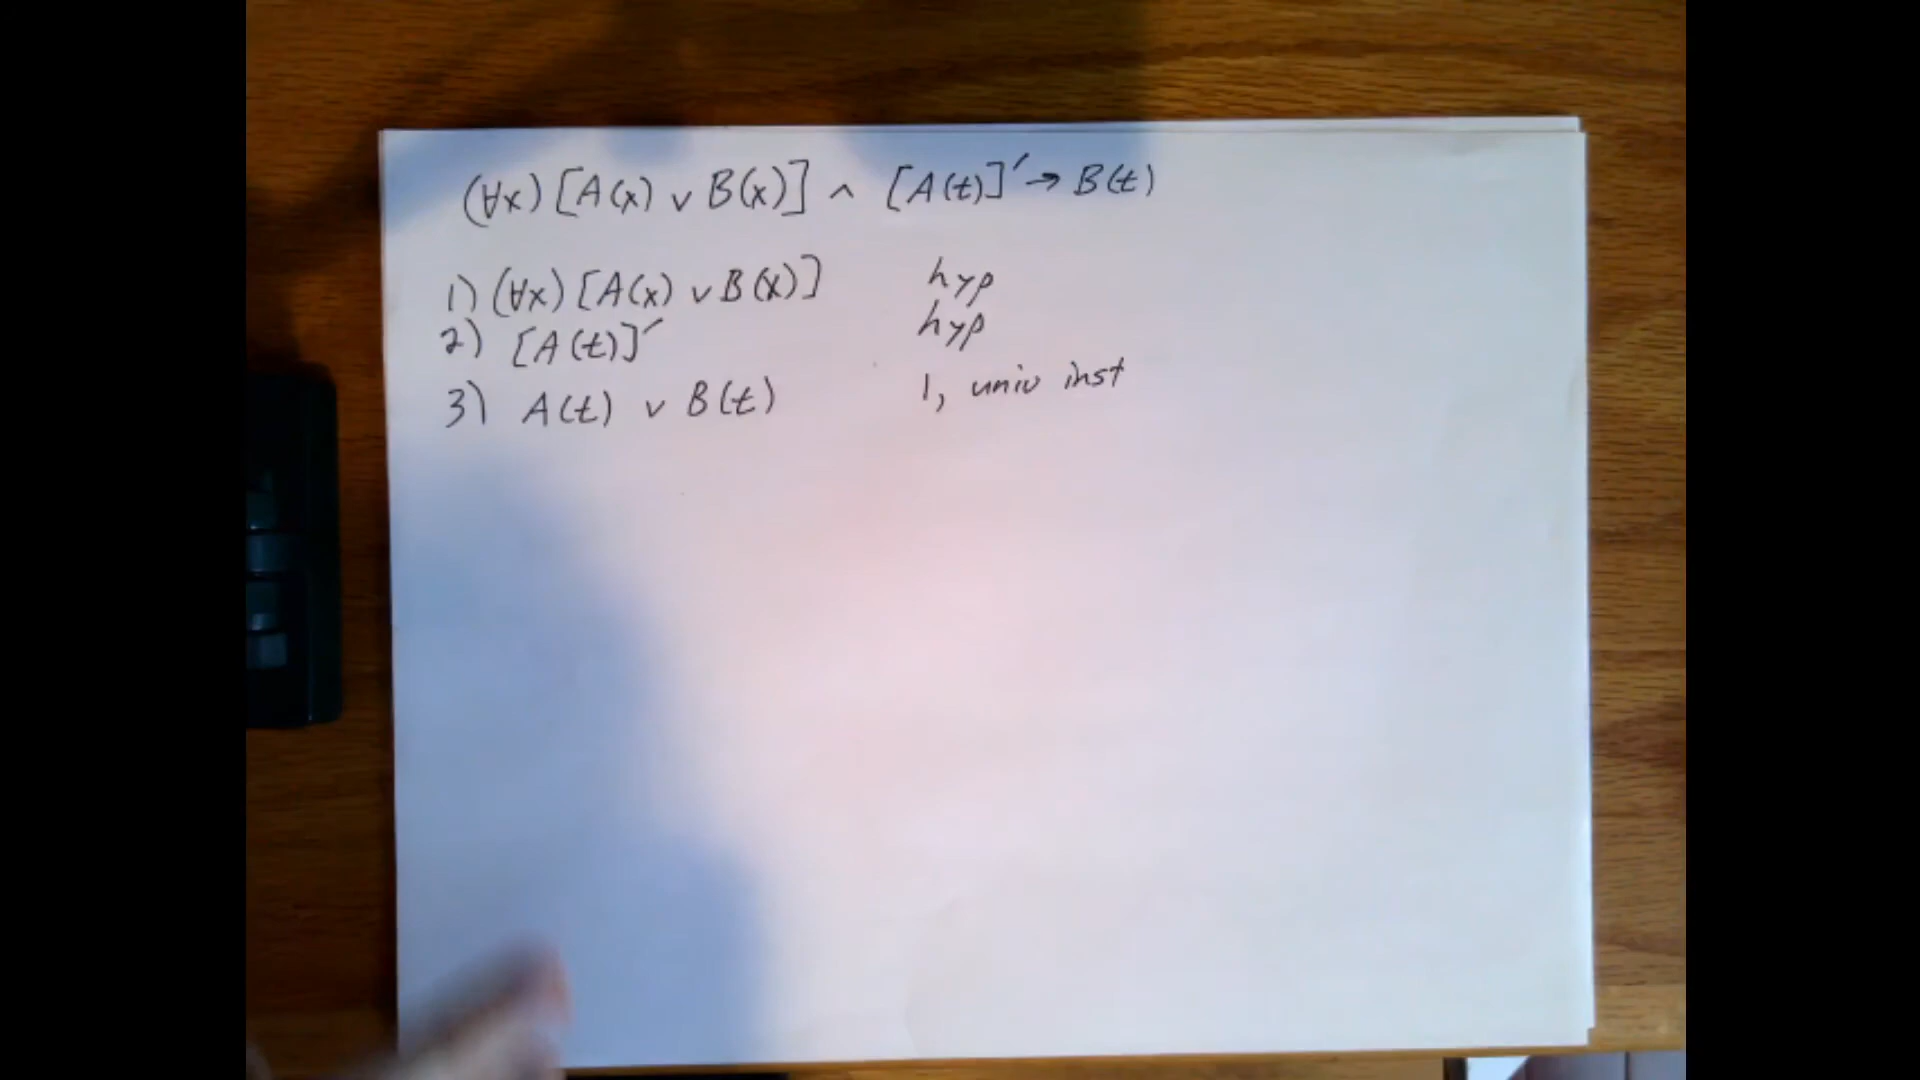 (∀x)[A(x) ∨ B(x)] ∧ [A(t)]′ → B(t)
1) (∀x)[A(x) ∨ B(x)] hyp
2) [A(t)]′ hyp
3) A(t) ∨ B(t) 1, univ inst